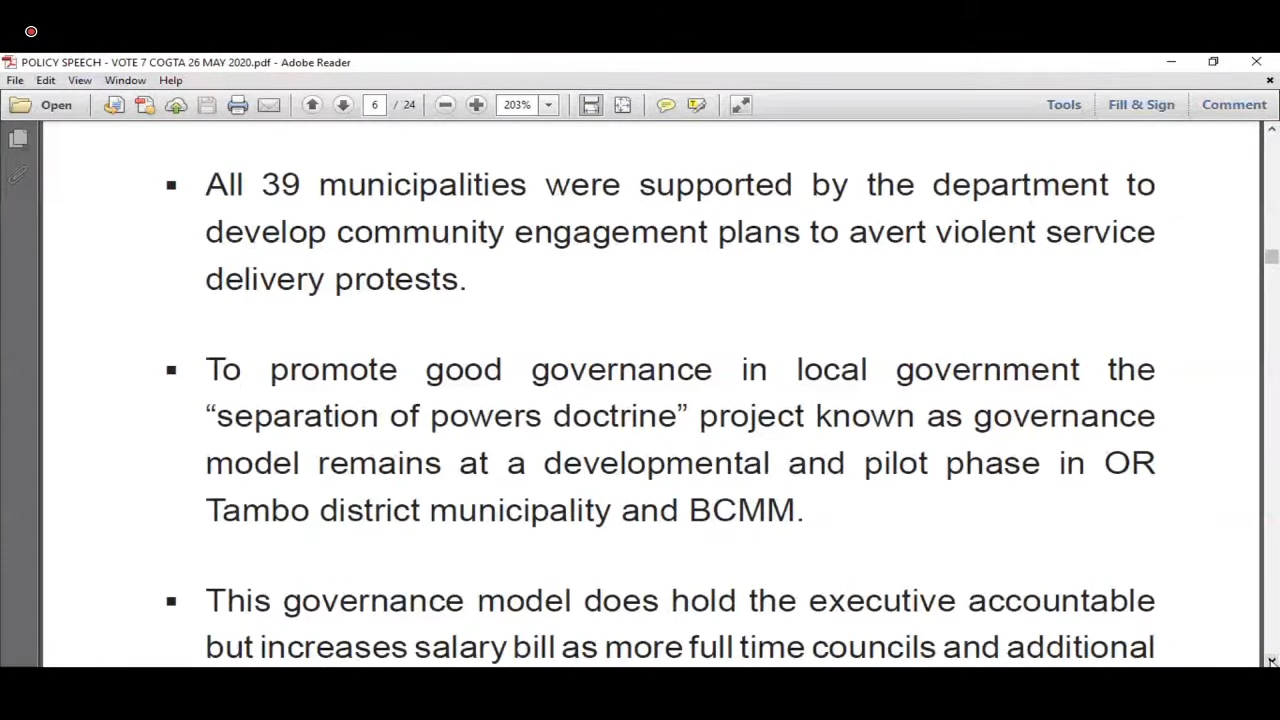 POLICY SPEECH - VOTE 7 COGTA 26 MAY 2020.pdf - Adobe Reader
File Edit View Window Help
Open 6 / 24 203% Tools Fill & Sign Comment
▪ All 39 municipalities were supported by the department to
develop community engagement plans to avert violent service
delivery protests.
▪ To promote good governance in local government the
“separation of powers doctrine” project known as governance
model remains at a developmental and pilot phase in OR
Tambo district municipality and BCMM.
▪ This governance model does hold the executive accountable
but increases salary bill as more full time councils and additional